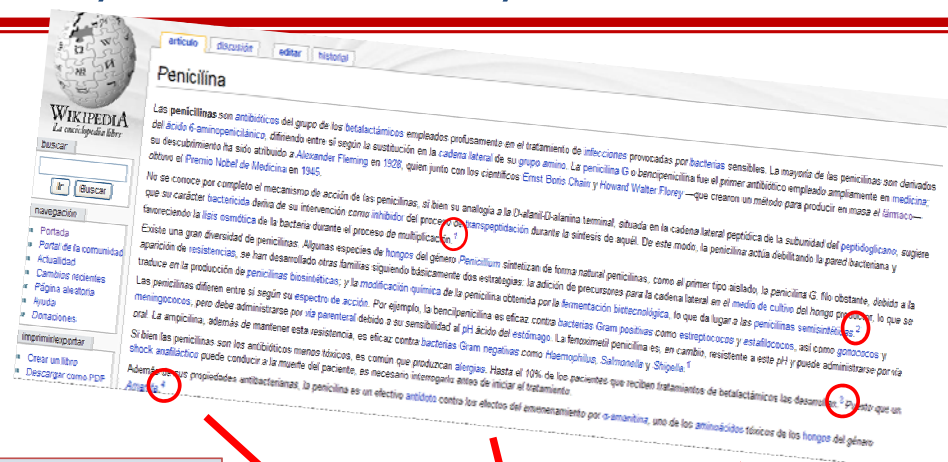 artículo discusión editar historial
WIKIPEDIA
La enciclopedia libre
buscar
Ir Buscar
navegación
Portada
Portal de la comunidad
Actualidad
Cambios recientes
Página aleatoria
Ayuda
Donaciones
imprimir/exportar
Crear un libro
Descargar como PDF
Penicilina
Las penicilinas son antibióticos del grupo de los betalactámicos empleados profusamente en el tratamiento de infecciones provocadas por bacterias sensibles. La mayoría de las penicilinas son derivados
del ácido 6-aminopenicilánico, difiriendo entre sí según la sustitución en la cadena lateral de su grupo amino. La penicilina G o bencipenicilina fue el primer antibiótico empleado ampliamente en medicina;
su descubrimiento ha sido atribuido a Alexander Fleming en 1928, quien junto con los científicos Ernst Boris Chain y Howard Walter Florey —que crearon un método para producir en masa el fármaco—
obtuvo el Premio Nobel de Medicina en 1945.
No se conoce por completo el mecanismo de acción de las penicilinas, si bien su analogía a la D-alanil-D-alanina terminal, situada en la cadena lateral peptídica de la subunidad del peptidoglicano, sugiere
que su carácter bactericida deriva de su intervención como inhibidor del proceso de transpeptidación durante la síntesis de aquél. De este modo, la penicilina actúa debilitando la pared bacteriana y
favoreciendo la lisis osmótica de la bacteria durante el proceso de multiplicación.1
Existe una gran diversidad de penicilinas. Algunas especies de hongos del género Penicillium sintetizan de forma natural penicilinas, como el primer tipo aislado, la penicilina G. No obstante, debido a la
aparición de resistencias, se han desarrollado otras familias siguiendo básicamente dos estrategias: la adición de precursores para la cadena lateral en el medio de cultivo del hongo productor, lo que se
traduce en la producción de penicilinas biosintéticas; y la modificación química de la penicilina obtenida por la fermentación biotecnológica, lo que da lugar a las penicilinas semisintéticas.2
Las penicilinas difieren entre sí según su espectro de acción. Por ejemplo, la bencilpenicilina es eficaz contra bacterias Gram positivas como estreptococos y estafilococos, así como gonococos y
meningococos, pero debe administrarse por vía parenteral debido a su sensibilidad al pH ácido del estómago. La fenoximetil penicilina es, en cambio, resistente a este pH y puede administrarse por vía
oral. La ampicilina, además de mantener esta resistencia, es eficaz contra bacterias Gram negativas como Haemophilus, Salmonella y Shigella.1
Si bien las penicilinas son los antibióticos menos tóxicos, es común que produzcan alergias. Hasta el 10% de los pacientes que reciben tratamientos de betalactámicos las desarrollan.3 Puesto que un
shock anafiláctico puede conducir a la muerte del paciente, es necesario interrogarlo antes de iniciar el tratamiento.
Además de sus propiedades antibacterianas, la penicilina es un efectivo antídoto contra los efectos del envenenamiento por α-amanitina, uno de los aminoácidos tóxicos de los hongos del género
Amanita.4